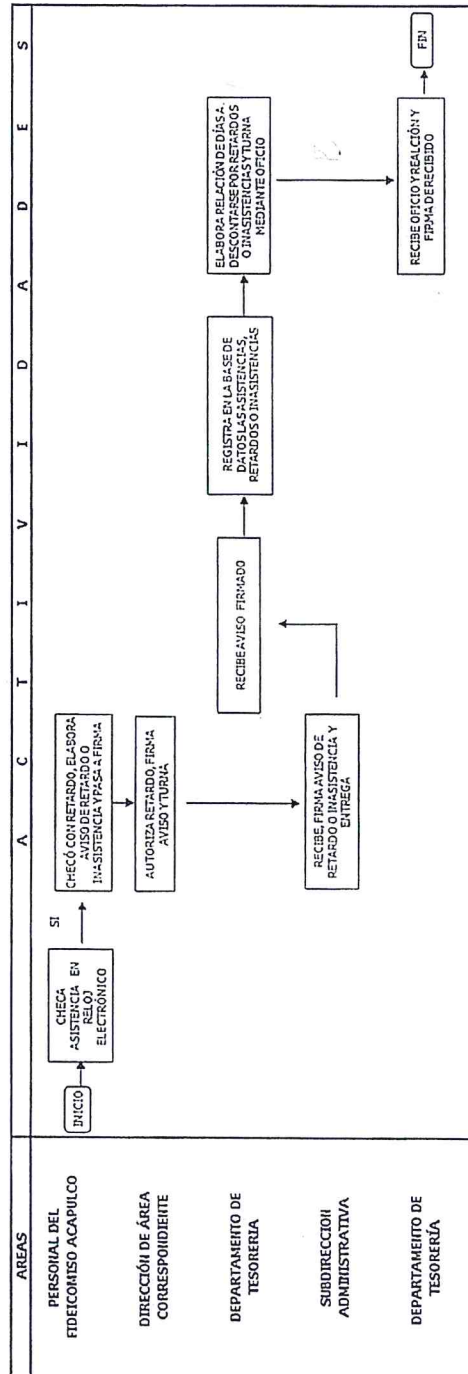 AREAS
A C T I V I D A D E S
PERSONAL DEL
FIDEICOMISO ACAPULCO
INICIO
CHECA
ASISTENCIA EN
RELOJ
ELECTRÓNICO
SI
CHECÓ CON RETARDO, ELABORA
AVISO DE RETARDO O
INASISTENCIA Y PASA A FIRMA
DIRECCIÓN DE ÁREA
CORRESPONDIENTE
AUTORIZA RETARDO, FIRMA
AVISO Y TURNA
DEPARTAMENTO DE
TESORERIA
RECIBE AVISO FIRMADO
REGISTRA EN LA BASE DE
DATOS LAS ASISTENCIAS,
RETARDOS O INASISTENCIAS
ELABORA RELACIÓN DE DÍAS A
DESCONTARSE POR RETARDOS
O INASISTENCIAS Y TURNA
MEDIANTE OFICIO
SUBDIRECCION
ADMINISTRATIVA
RECIBE, FIRMA AVISO DE
RETARDO O INASISTENCIA Y
ENTREGA
DEPARTAMENTO DE
TESORERÍA
RECIBE OFICIO Y REALCIÓN Y
FIRMA DE RECIBIDO
FIN